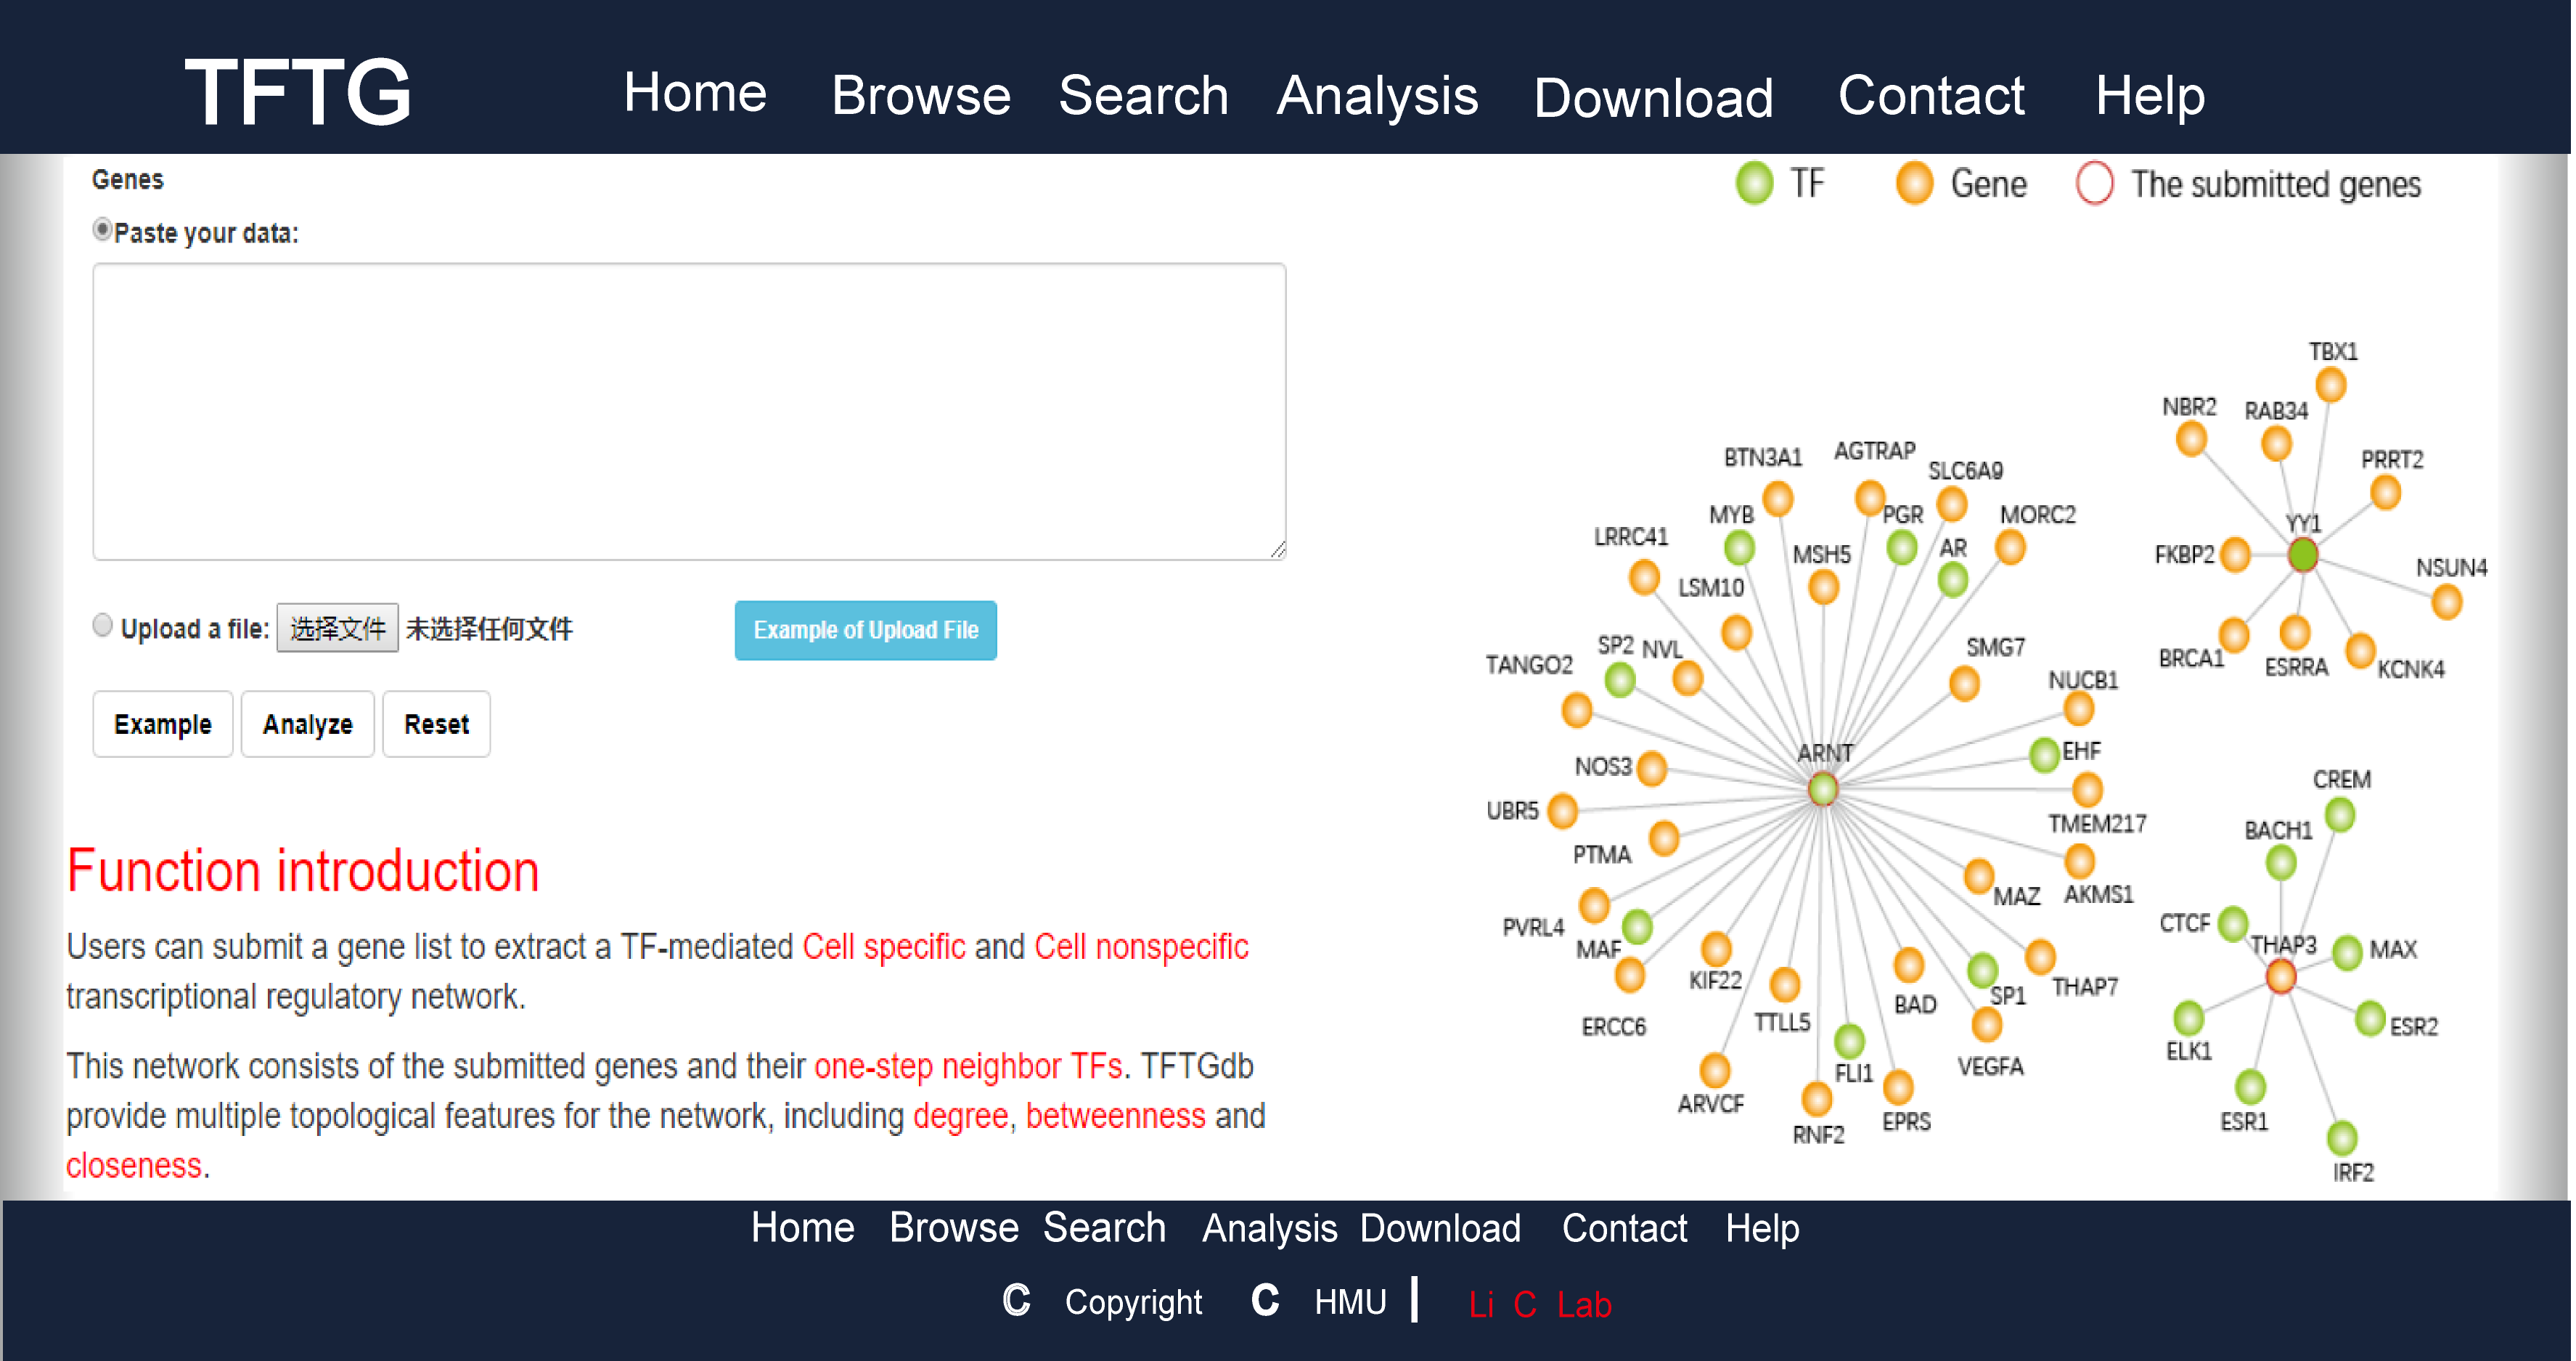 TFTG Home Browse Search Analysis Download Contact Help
Genes
Paste your data:
Upload a file: 选择文件 未选择任何文件 Example of Upload File
Example Analyze Reset
Function introduction
Users can submit a gene list to extract a TF-mediated Cell specific and Cell nonspecific
transcriptional regulatory network.
This network consists of the submitted genes and their one-step neighbor TFs. TFTGdb
provide multiple topological features for the network, including degree, betweenness and
closeness.
TF Gene The submitted genes
TBX1
NBR2 RAB34
PRRT2
YY1
FKBP2
NSUN4
BRCA1 ESRRA KCNK4
BTN3A1 AGTRAP
SLC6A9
MYB PGR MORC2
LRRC41 MSH5 AR
LSM10
SP2 NVL SMG7
TANGO2
NUCB1
ARNT EHF
NOS3
UBR5 TMEM217
PTMA
MAZ AKMS1
PVRL4
MAF
KIF22 BAD SP1 THAP7
ERCC6 TTLL5
FLI1 VEGFA
ARVCF
RNF2 EPRS
CREM
BACH1
CTCF
THAP3 MAX
ESR2
ELK1
ESR1
IRF2
Home Browse Search Analysis Download Contact Help
© Copyright C HMU | Li C Lab